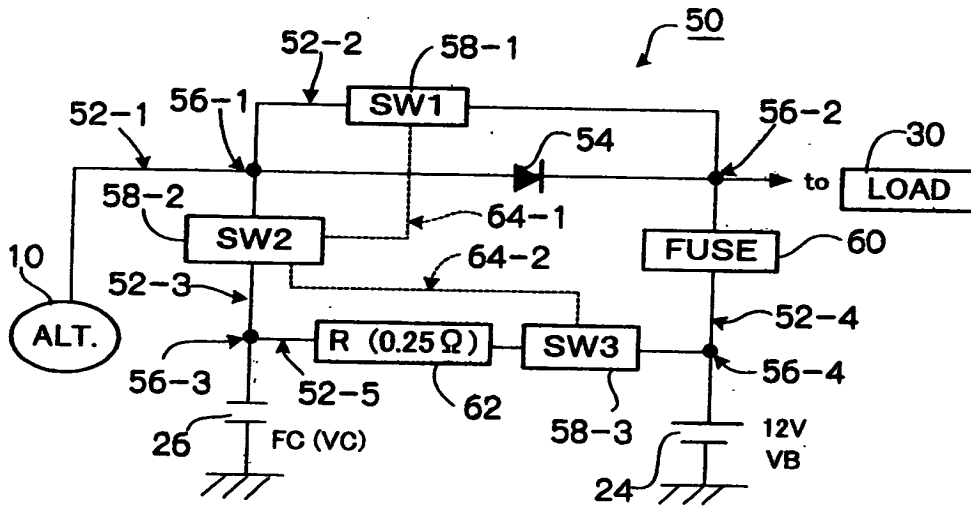 50
52-2
58-1
SW1
56-1
56-2
52-1
54
30
to
LOAD
58-2
64-1
SW2
FUSE
60
10
64-2
52-3
52-4
ALT.
R (0.25Ω)
SW3
56-3
52-5
62
58-3
56-4
26
FC (VC)
12V
VB
24